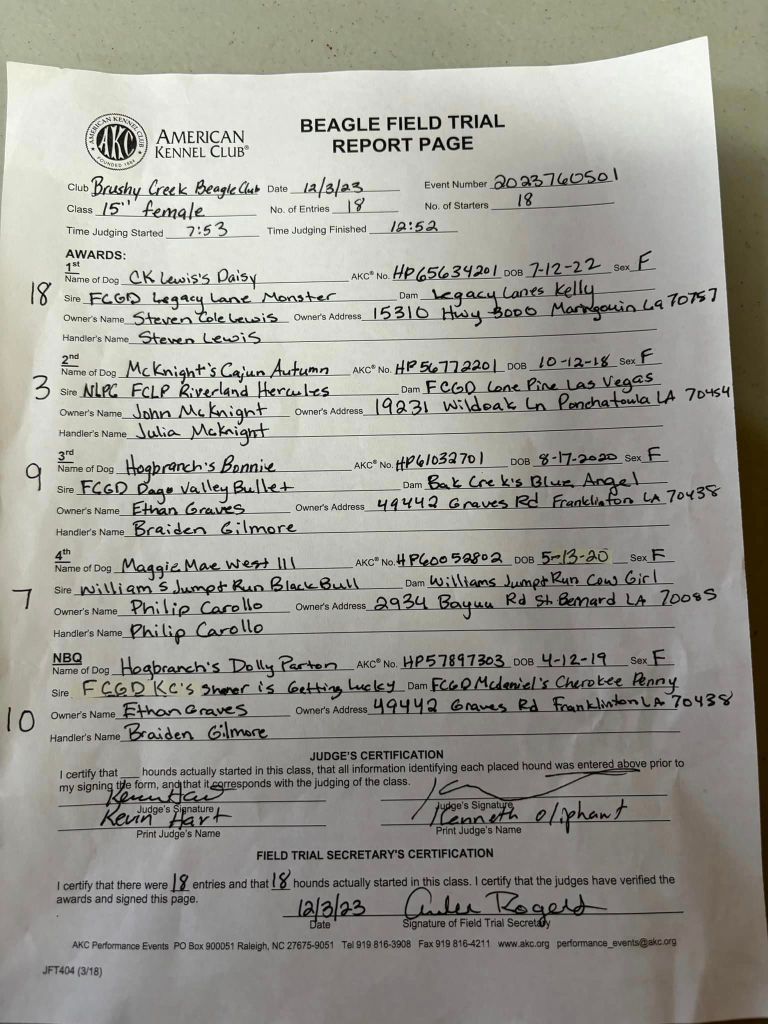 AMERICAN KENNEL CLUB
AKC
FOUNDED 1884
AMERICAN
KENNEL CLUB®
BEAGLE FIELD TRIAL
REPORT PAGE
Club Brushy Creek Beagle Club Date 12/3/23 Event Number 2023760501
Class 15" female No. of Entries 18 No. of Starters 18
Time Judging Started 7:53 Time Judging Finished 12:52
AWARDS:
1st
Name of Dog CK Lewis's Daisy AKC® No. HP65634201 DOB 7-12-22 Sex F
18 Sire FCGD Legacy Lane Monster Dam Legacy Lanes Kelly
Owner's Name Steven Cole Lewis Owner's Address 15310 Hwy 3000 Maringouin La 70757
Handler's Name Steven Lewis
2nd
Name of Dog McKnight's Cajun Autumn AKC® No. HP56772201 DOB 10-12-18 Sex F
3 Sire NLPC FCLP Riverland Hercules Dam FCGD Lone Pine Las Vegas
Owner's Name John McKnight Owner's Address 19231 Wildoak Ln Ponchatoula LA 70454
Handler's Name Julia McKnight
3rd
Name of Dog Hogbranch's Bonnie AKC® No. HP61032701 DOB 8-17-2020 Sex F
9 Sire FCGD Dago Valley Bullet Dam Bak Crek's Blue Angel
Owner's Name Ethan Graves Owner's Address 49442 Graves Rd Franklinton LA 70438
Handler's Name Braiden Gilmore
4th
Name of Dog Maggie Mae West III AKC® No. HP60052802 DOB 5-13-20 Sex F
7 Sire William's Jump+Run Black Bull Dam Williams Jump+Run Cow Girl
Owner's Name Philip Carollo Owner's Address 2934 Bayuu Rd St. Bernard LA 70085
Handler's Name Philip Carollo
NBQ
Name of Dog Hogbranch's Dolly Parton AKC® No. HP57897303 DOB 4-12-19 Sex F
Sire FCGD KC's Shener is Getting Lucky Dam FCGD Mcdaniel's Cherokee Penny
10 Owner's Name Ethan Graves Owner's Address 49442 Graves Rd Franklinton LA 70438
Handler's Name Braiden Gilmore
JUDGE'S CERTIFICATION
I certify that ___ hounds actually started in this class, that all information identifying each placed hound was entered above prior to
my signing the form, and that it corresponds with the judging of the class.
Kevin Hart
Judge's Signature Judge's Signature
Kevin Hart Kenneth Oliphant
Print Judge's Name Print Judge's Name
FIELD TRIAL SECRETARY'S CERTIFICATION
I certify that there were 18 entries and that 18 hounds actually started in this class. I certify that the judges have verified the
awards and signed this page.
12/3/23 Rogers
Date Signature of Field Trial Secretary
AKC Performance Events PO Box 900051 Raleigh, NC 27675-9051 Tel 919 816-3908 Fax 919 816-4211 www.akc.org performance_events@akc.org
JFT404 (3/18)